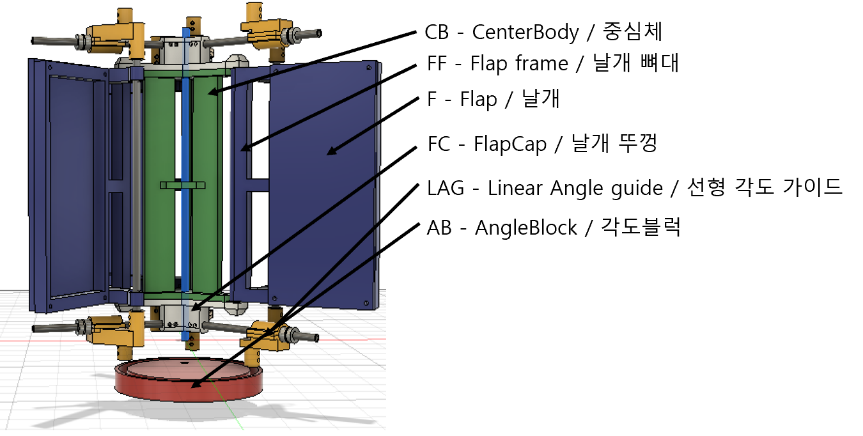 CB - CenterBody / 중심체
FF - Flap frame / 날개 뼈대
F - Flap / 날개
FC - FlapCap / 날개 뚜껑
LAG - Linear Angle guide / 선형 각도 가이드
AB - AngleBlock / 각도블럭